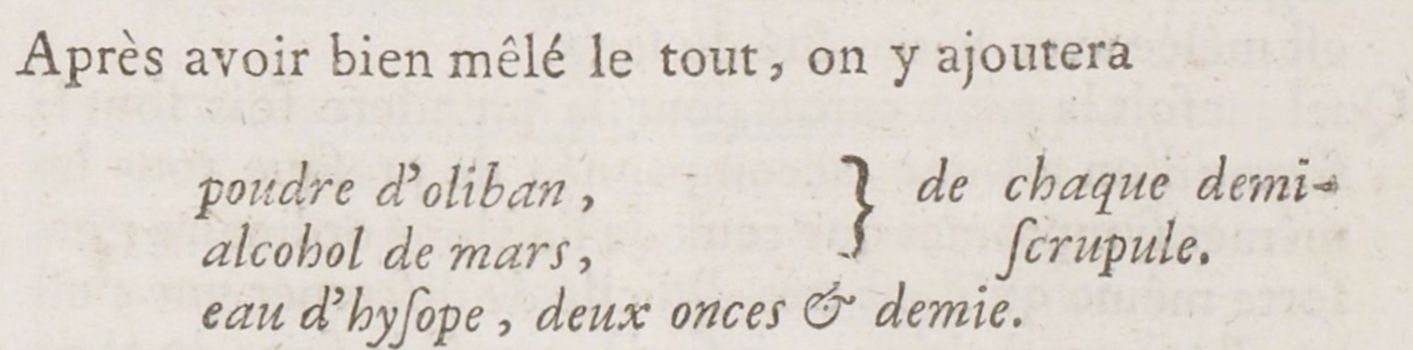 Après avoir bien mêlé le tout, on y ajoutera
poudre d'oliban, } de chaque demi-
alcohol de mars, ſcrupule.
eau d'hyſope, deux onces & demie.